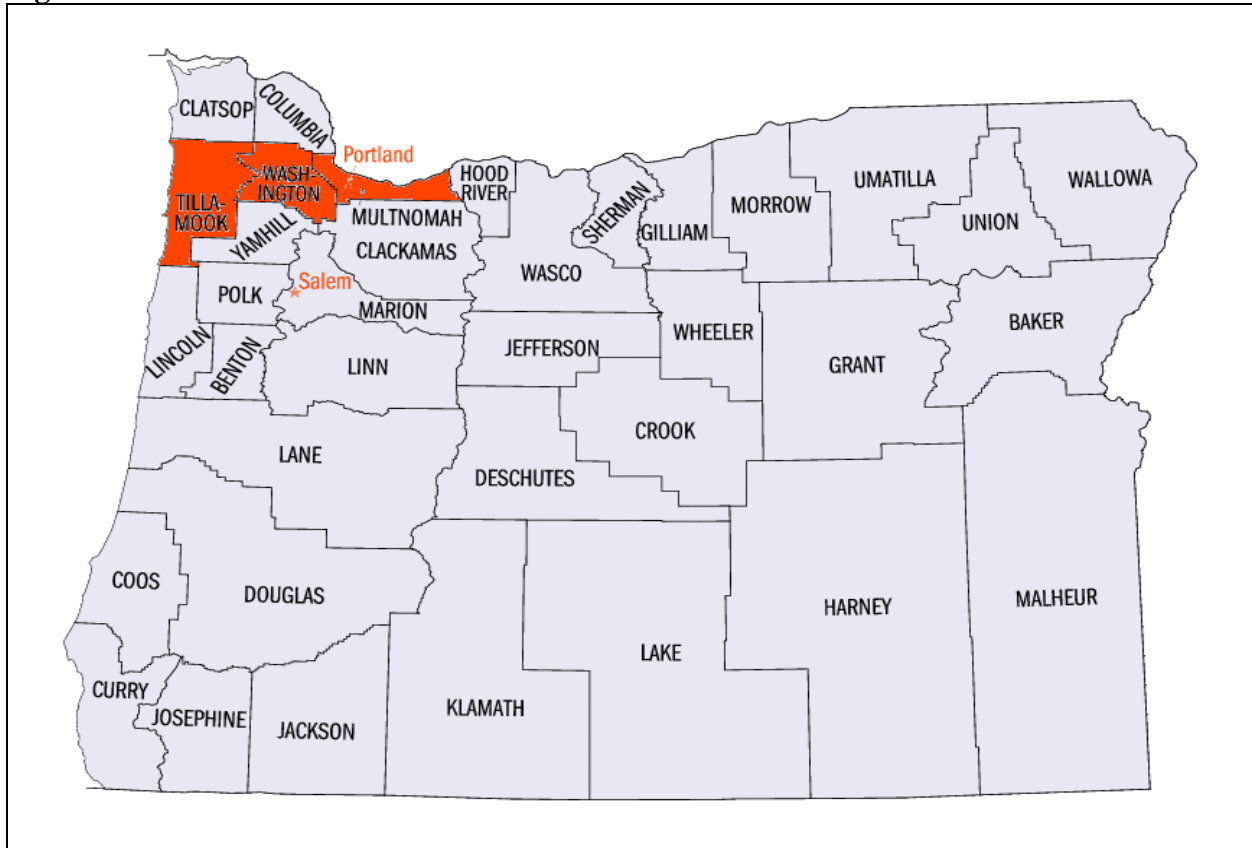 CLATSOP
COLUMBIA
Portland
WASH-
INGTON
TILLA-
MOOK
HOOD
RIVER
MULTNOMAH
YAMHILL
CLACKAMAS
SHERMAN
GILLIAM
MORROW
UMATILLA
UNION
WALLOWA
WASCO
Salem
POLK
MARION
LINCOLN
BENTON
LINN
JEFFERSON
WHEELER
GRANT
BAKER
CROOK
LANE
DESCHUTES
COOS
DOUGLAS
HARNEY
MALHEUR
LAKE
CURRY
JOSEPHINE
JACKSON
KLAMATH